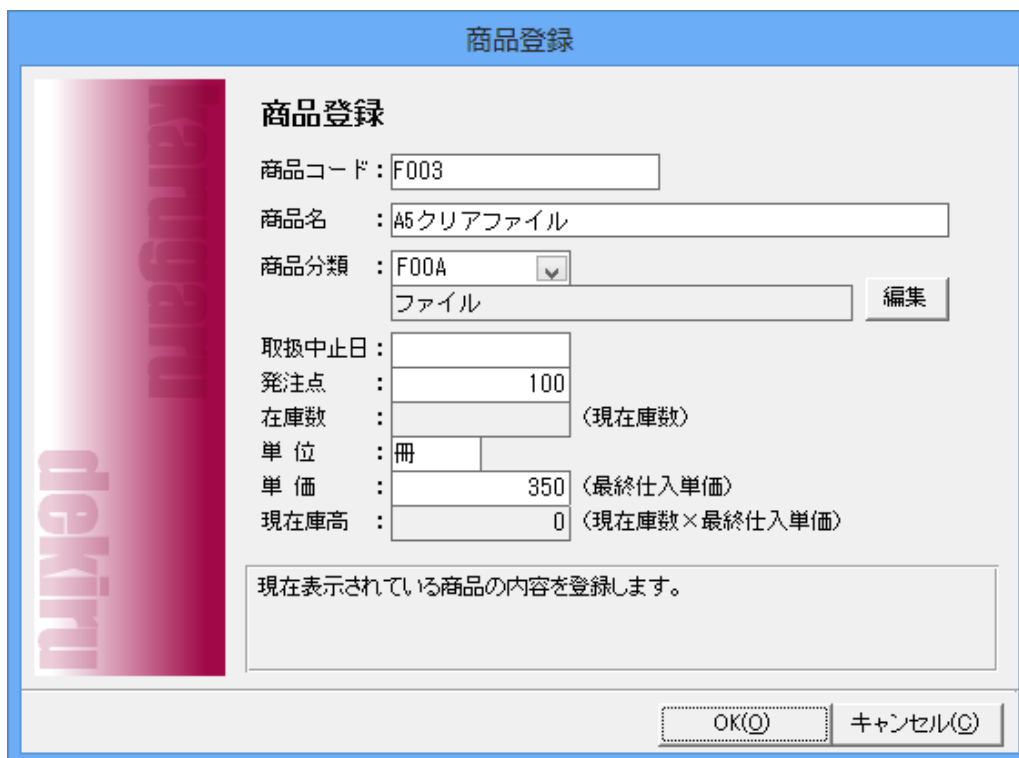 商品登録
karugaru
dekiru
商品登録
商品コード：F003
商品名　：A5クリアファイル
商品分類　：F00A
ファイル
編集
取扱中止日：
発注点　：100
在庫数　：（現在庫数）
単 位　：冊
単 価　：350（最終仕入単価）
現在庫高　：0（現在庫数×最終仕入単価）
現在表示されている商品の内容を登録します。
OK(O)
キャンセル(C)